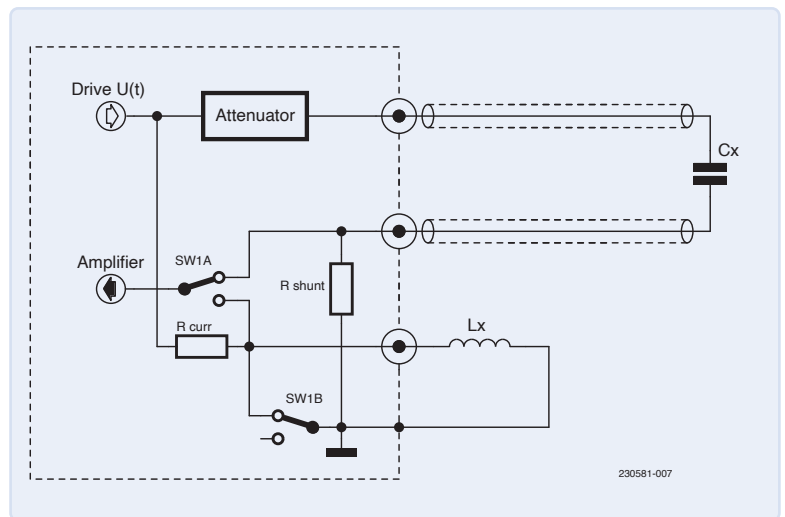 Drive U(t)
Attenuator
Cx
Amplifier
SW1A
R shunt
R curr
Lx
SW1B
230581-007